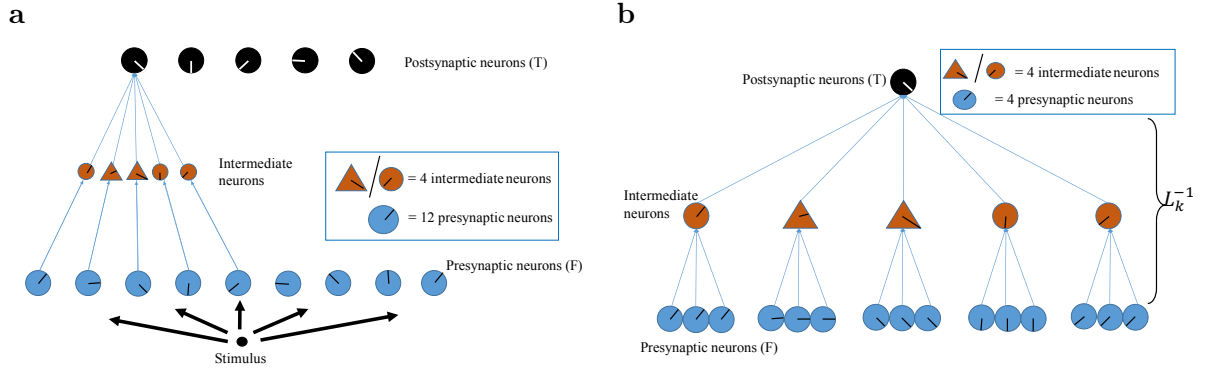 a
Postsynaptic neurons (T)
Intermediate
neurons
= 4 intermediate neurons
= 12 presynaptic neurons
Presynaptic neurons (F)
Stimulus
b
Postsynaptic neurons (T)
= 4 intermediate neurons
= 4 presynaptic neurons
Intermediate
neurons
L_k^{-1}
Presynaptic neurons (F)